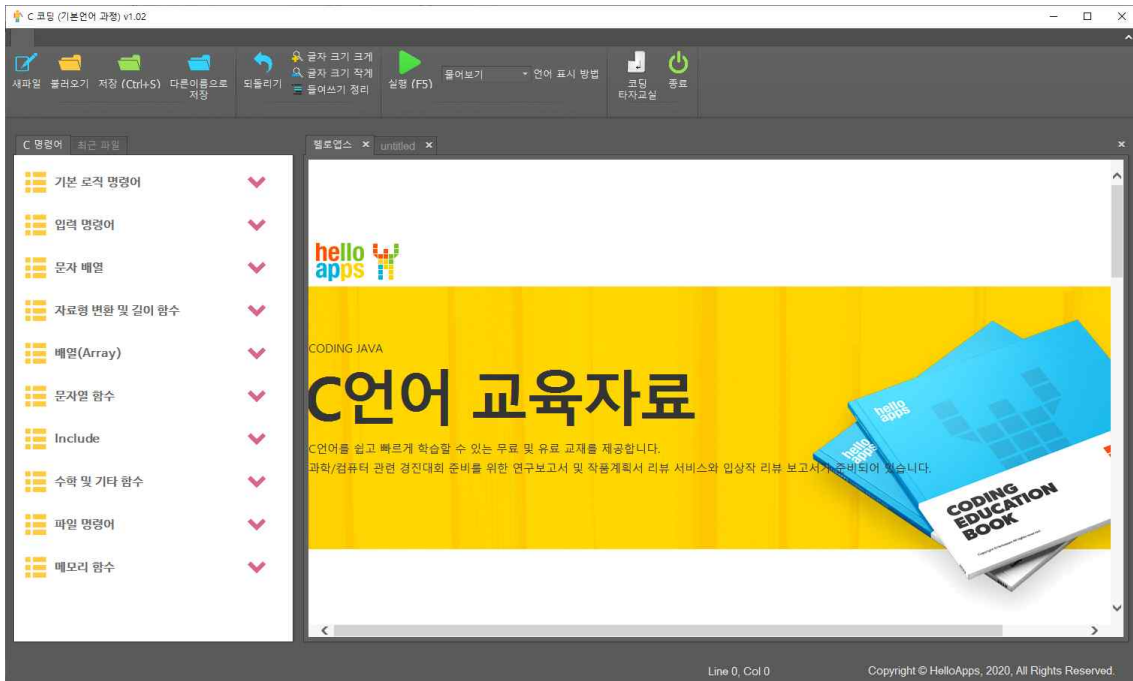 C 코딩 (기본언어 과정) v1.02
새파일
불러오기
저장 (Ctrl+S)
다른이름으로
저장
되돌리기
글자 크기 크게
글자 크기 작게
들여쓰기 정리
실행 (F5)
물어보기
언어 표시 방법
코딩
타자교실
종료
C 명령어
최근 파일
헬로앱스
untitled
기본 로직 명령어
입력 명령어
문자 배열
자료형 변환 및 길이 함수
배열(Array)
문자열 함수
Include
수학 및 기타 함수
파일 명령어
메모리 함수
hello
apps
CODING JAVA
C언어 교육자료
C언어를 쉽고 빠르게 학습할 수 있는 무료 및 유료 교재를 제공합니다.
과학/컴퓨터 관련 경진대회 준비를 위한 연구보고서 및 작품계획서 리뷰 서비스와 입상작 리뷰 보고서가 준비되어 있습니다.
hello
apps
hello
CODING
EDUCATION
BOOK
Line 0, Col 0
Copyright © HelloApps, 2020, All Rights Reserved.